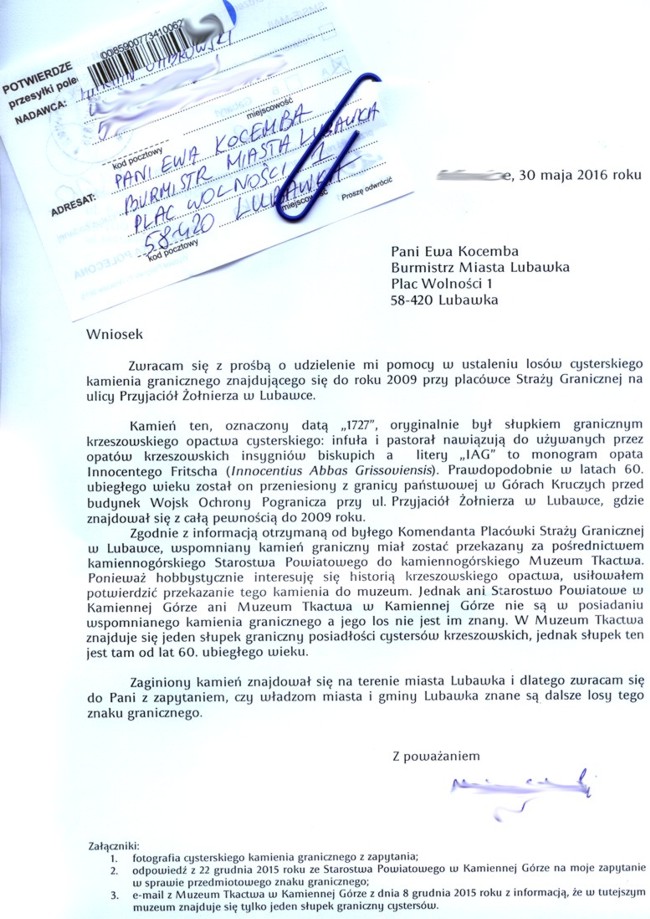 0085900773410062
POTWIERDZE
przesyłki pole
NADAWCA:
miejscowość
kod pocztowy
ADRESAT:
PANI EWA KOCEMBA
BURMISTRZ MIASTA LUBAWKA
PLAC WOLNOŚCI 1
58-420 LUBAWKA
kod pocztowy
miejscowość
Proszę odwrócić
e, 30 maja 2016 roku
Pani Ewa Kocemba
Burmistrz Miasta Lubawka
Plac Wolności 1
58-420 Lubawka
Wniosek
Zwracam się z prośbą o udzielenie mi pomocy w ustaleniu losów cysterskiego
kamienia granicznego znajdującego się do roku 2009 przy placówce Straży Granicznej na
ulicy Przyjaciół Żołnierza w Lubawce.
Kamień ten, oznaczony datą „1727”, oryginalnie był słupkiem granicznym
krzeszowskiego opactwa cysterskiego: infuła i pastorał nawiązują do używanych przez
opatów krzeszowskich insygniów biskupich a litery „IAG” to monogram opata
Innocentego Fritscha (Innocentius Abbas Grissoviensis). Prawdopodobnie w latach 60.
ubiegłego wieku został on przeniesiony z granicy państwowej w Górach Kruczych przed
budynek Wojsk Ochrony Pogranicza przy ul. Przyjaciół Żołnierza w Lubawce, gdzie
znajdował się z całą pewnością do 2009 roku.
Zgodnie z informacją otrzymaną od byłego Komendanta Placówki Straży Granicznej
w Lubawce, wspomniany kamień graniczny miał zostać przekazany za pośrednictwem
kamiennogórskiego Starostwa Powiatowego do kamiennogórskiego Muzeum Tkactwa.
Ponieważ hobbystycznie interesuję się historią krzeszowskiego opactwa, usiłowałem
potwierdzić przekazanie tego kamienia do muzeum. Jednak ani Starostwo Powiatowe w
Kamiennej Górze ani Muzeum Tkactwa w Kamiennej Górze nie są w posiadaniu
wspomnianego kamienia granicznego a jego los nie jest im znany. W Muzeum Tkactwa
znajduje się jeden słupek graniczny posiadłości cystersów krzeszowskich, jednak słupek ten
jest tam od lat 60. ubiegłego wieku.
Zaginiony kamień znajdował się na terenie miasta Lubawka i dlatego zwracam się
do Pani z zapytaniem, czy władzom miasta i gminy Lubawka znane są dalsze losy tego
znaku granicznego.
Z poważaniem
Załączniki:
1. fotografia cysterskiego kamienia granicznego z zapytania;
2. odpowiedź z 22 grudnia 2015 roku ze Starostwa Powiatowego w Kamiennej Górze na moje zapytanie
w sprawie przedmiotowego znaku granicznego;
3. e-mail z Muzeum Tkactwa w Kamiennej Górze z dnia 8 grudnia 2015 roku z informacją, że w tutejszym
muzeum znajduje się tylko jeden słupek graniczny cystersów.